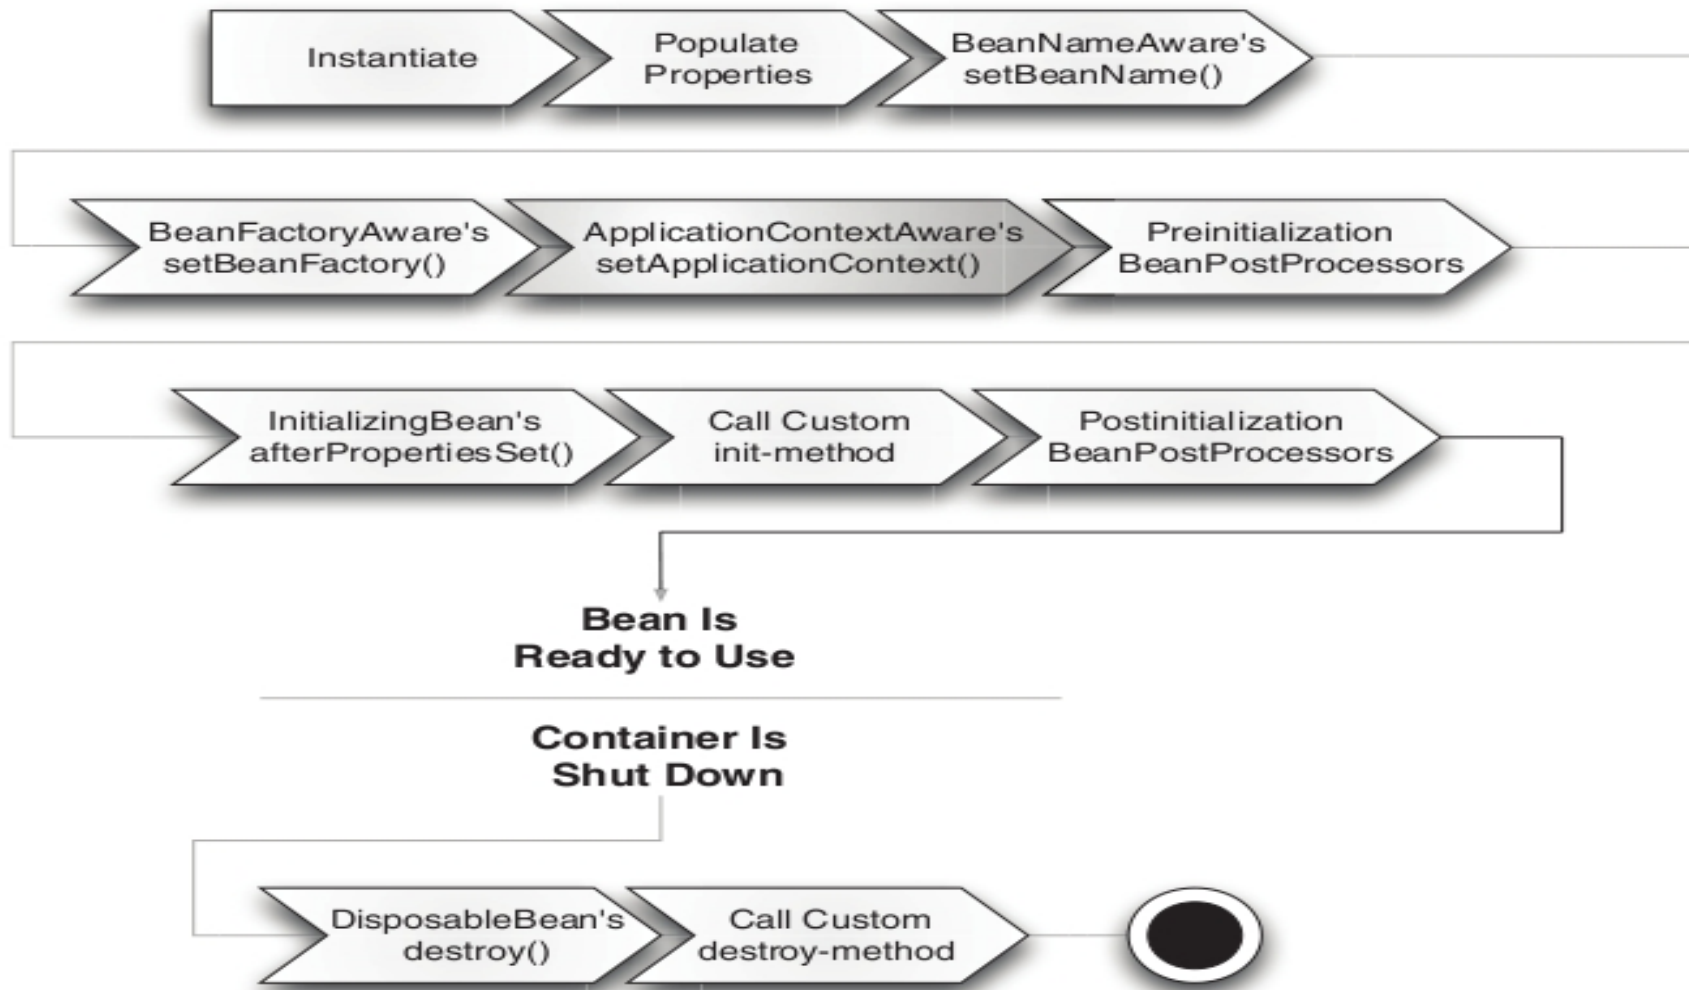 Instantiate
Populate
Properties
BeanNameAware's
setBeanName()
BeanFactoryAware's
setBeanFactory()
ApplicationContextAware's
setApplicationContext()
Preinitialization
BeanPostProcessors
InitializingBean's
afterPropertiesSet()
Call Custom
init-method
Postinitialization
BeanPostProcessors
Bean Is
Ready to Use
Container Is
Shut Down
DisposableBean's
destroy()
Call Custom
destroy-method